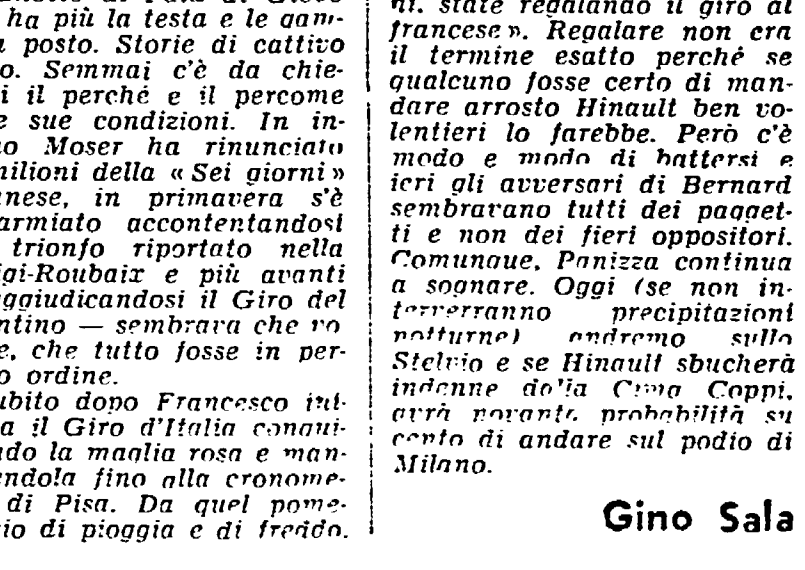 ha più la testa e le gam-
posto. Storie di cattivo
o. Semmai c'è da chie-
i il perché e il percome
e sue condizioni. In in-
no Moser ha rinunciato
milioni della « Sei giorni »
nese, in primavera s'è
armiato accontentandosi
trionfo riportato nella
igi-Roubaix e più avanti
ggiudicandosi il Giro del
ntino — sembrava che
e, che tutto fosse in per-
o ordine.
ubito dopo Francesco
a il Giro d'Italia conqui-
ndo la maglia rosa e man-
endola fino alla cronome-
di Pisa. Da quel pome-
io di pioggia e di freddo.
ni, state regalando il giro al
francese ». Regalare non era
il termine esatto perché se
qualcuno fosse certo di man-
dare arrosto Hinault ben vo-
lentieri lo farebbe. Però c'è
modo e modo di battersi e
ieri gli avversari di Bernard
sembravano tutti dei pagget-
ti e non dei fieri oppositori.
Comunque, Panizza continua
a sognare. Oggi (se non in-
terverranno precipitazioni
notturne) andremo sullo
Stelvio e se Hinault sbucherà
indenne dalla Cima Coppi,
avrà novanta probabilità su
cento di andare sul podio di
Milano.
Gino Sala